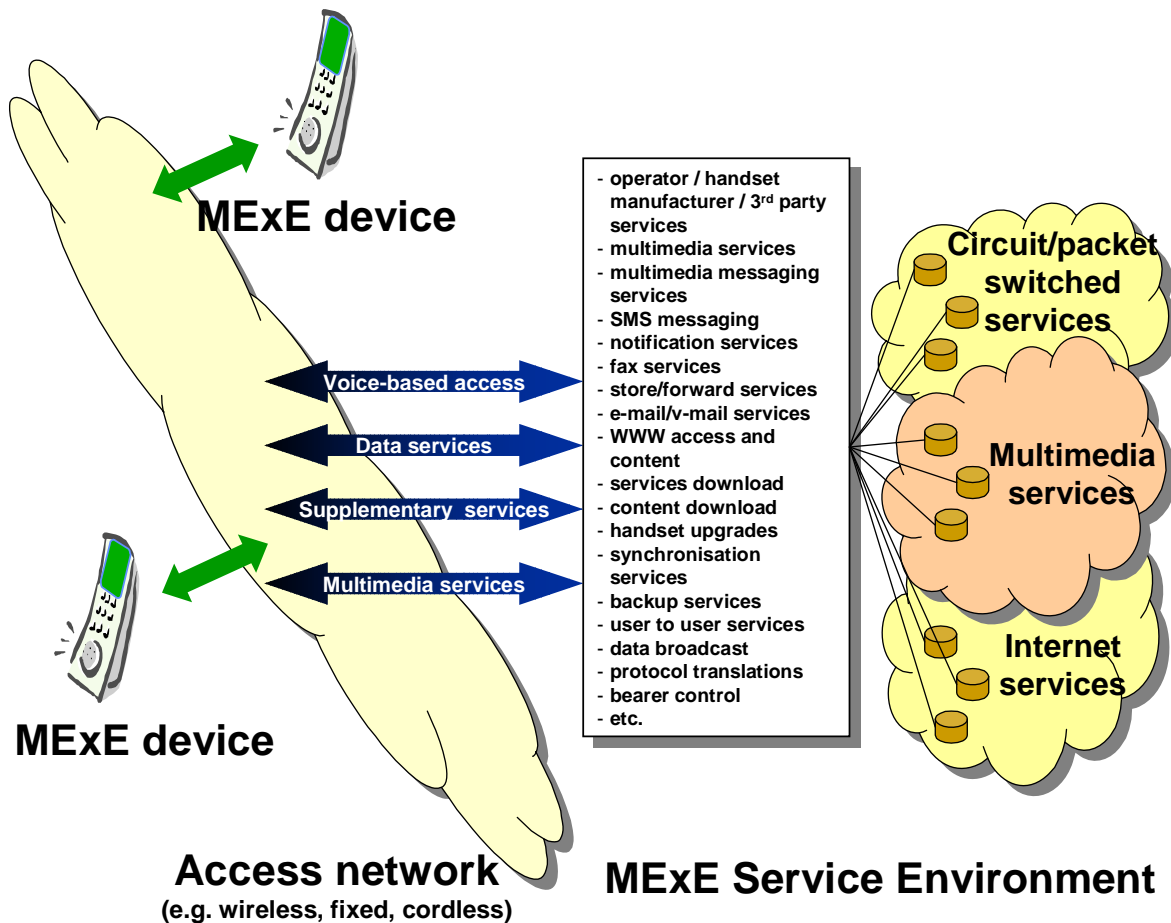 MExE device
- operator / handset
manufacturer / 3rd party
services
- multimedia services
- multimedia messaging
services
- SMS messaging
- notification services
- fax services
- store/forward services
- e-mail/v-mail services
- WWW access and
content
- services download
- content download
- handset upgrades
- synchronisation
services
- backup services
- user to user services
- data broadcast
- protocol translations
- bearer control
- etc.
Circuit/packet
switched
services
Voice-based access
Data services
Supplementary services
Multimedia services
Multimedia
services
Internet
services
MExE device
Access network
(e.g. wireless, fixed, cordless)
MExE Service Environment